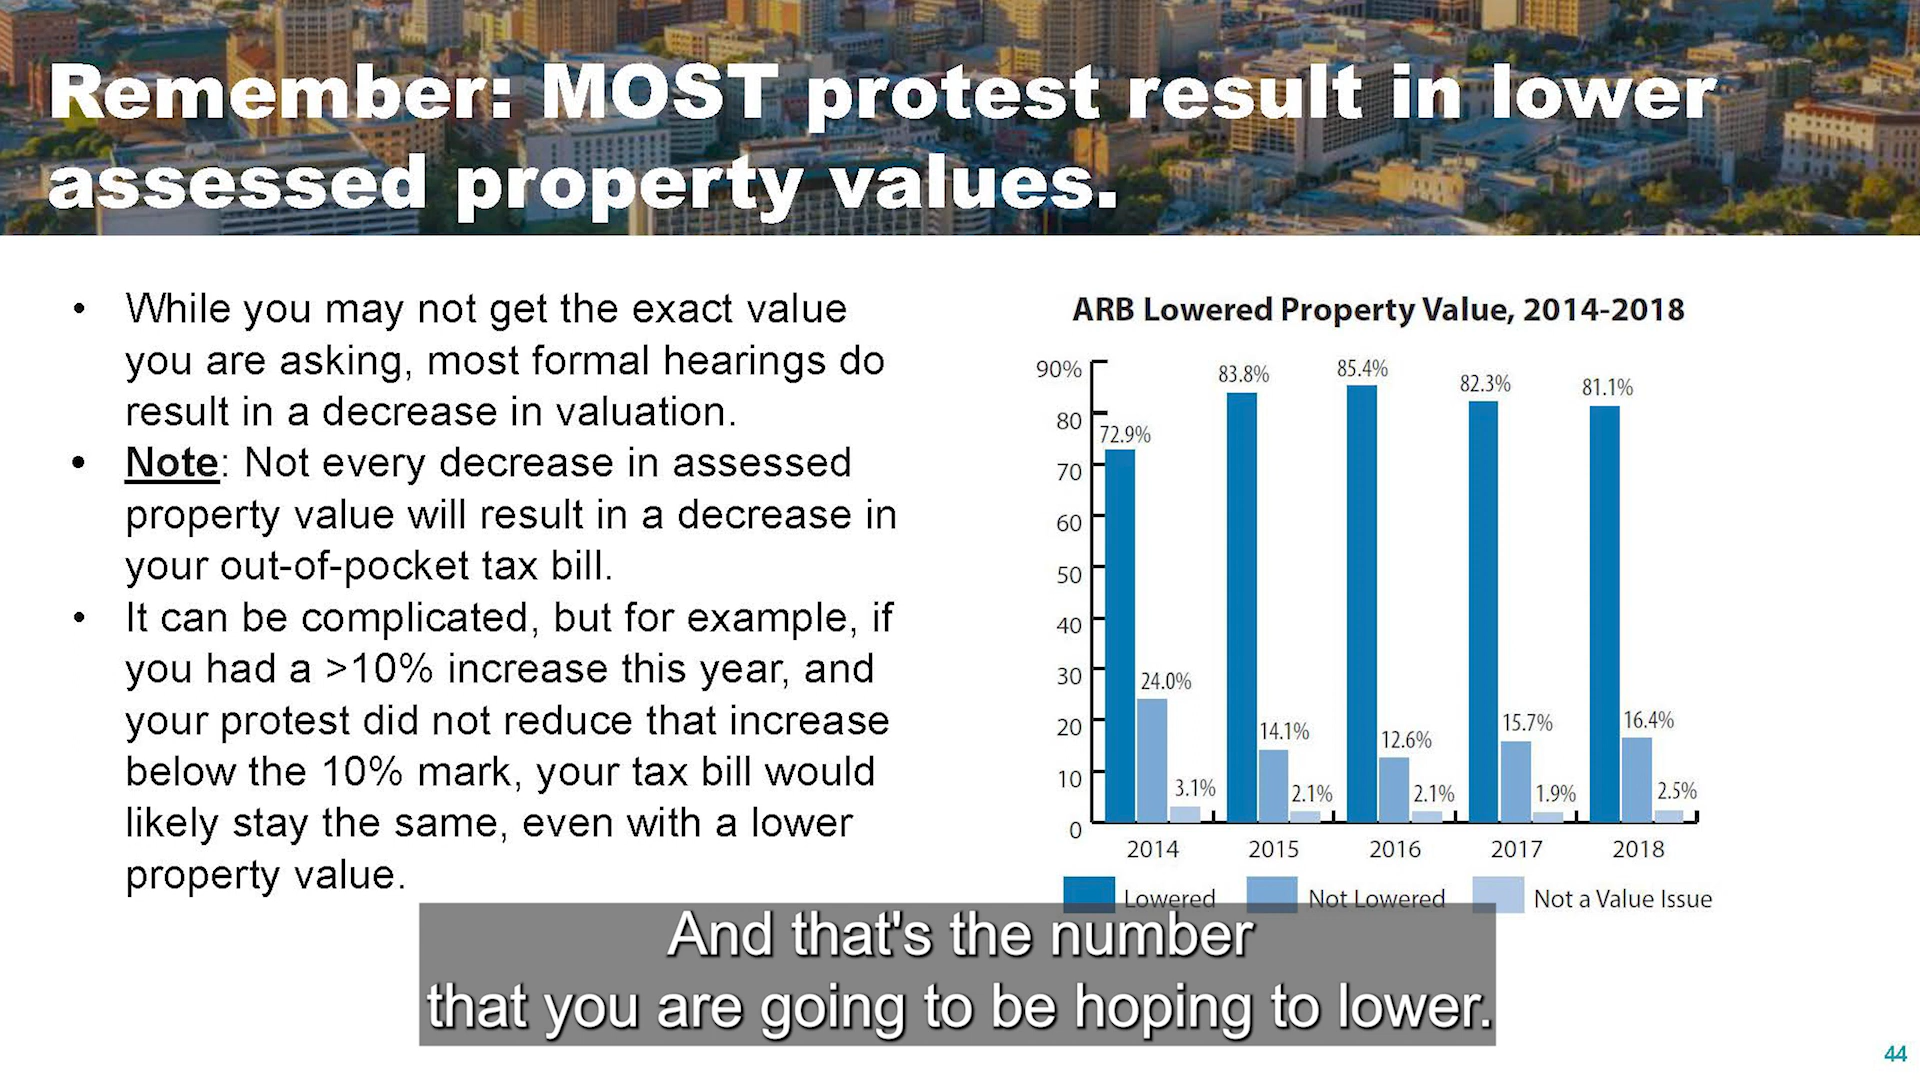 Remember: MOST protest result in lower
assessed property values.
• While you may not get the exact value
you are asking, most formal hearings do
result in a decrease in valuation.
• Note: Not every decrease in assessed
property value will result in a decrease in
your out-of-pocket tax bill.
• It can be complicated, but for example, if
you had a >10% increase this year, and
your protest did not reduce that increase
below the 10% mark, your tax bill would
likely stay the same, even with a lower
property value.
ARB Lowered Property Value, 2014-2018
90%
80
70
60
50
40
30
20
10
0
72.9%
24.0%
3.1%
83.8%
14.1%
2.1%
85.4%
12.6%
2.1%
82.3%
15.7%
1.9%
81.1%
16.4%
2.5%
2014 2015 2016 2017 2018
Lowered Not Lowered Not a Value Issue
And that's the number
that you are going to be hoping to lower.
44